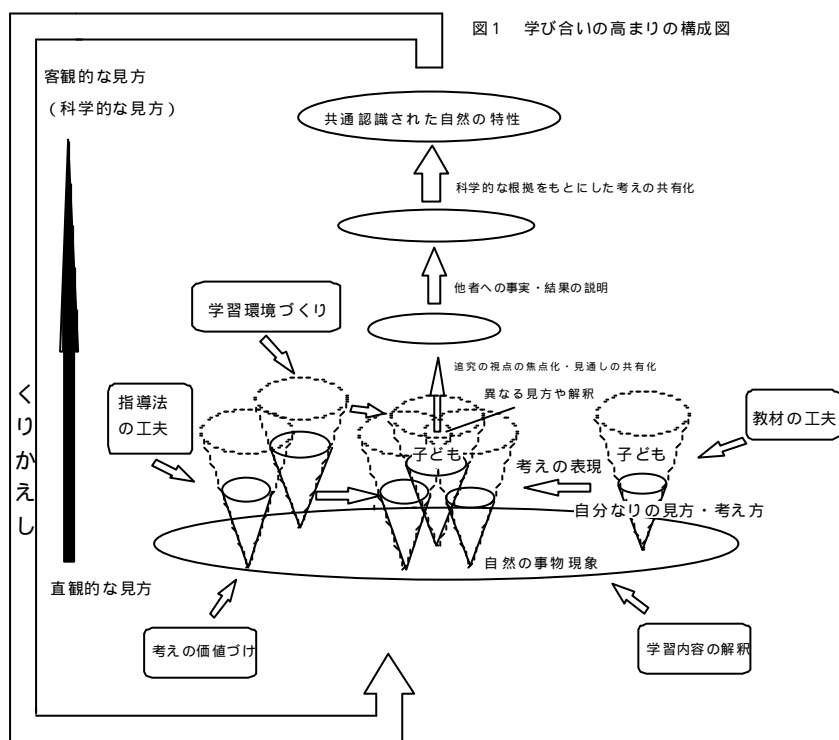 図1 学び合いの高まりの構成図
客観的な見方
(科学的な見方)
共通認識された自然の特性
科学的な根拠をもとにした考えの共有化
他者への事実・結果の説明
学習環境づくり
追究の視点の焦点化・見通しの共有化
異なる見方や解釈
指導法
の工夫
教材の工夫
子ども
子ども
考えの表現
自分なりの見方・考え方
くりかえし
自然の事物現象
直観的な見方
考えの価値づけ
学習内容の解釈